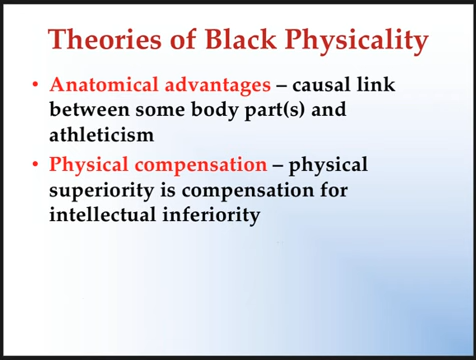 Theories of Black Physicality
• Anatomical advantages – causal link
between some body part(s) and
athleticism
• Physical compensation – physical
superiority is compensation for
intellectual inferiority